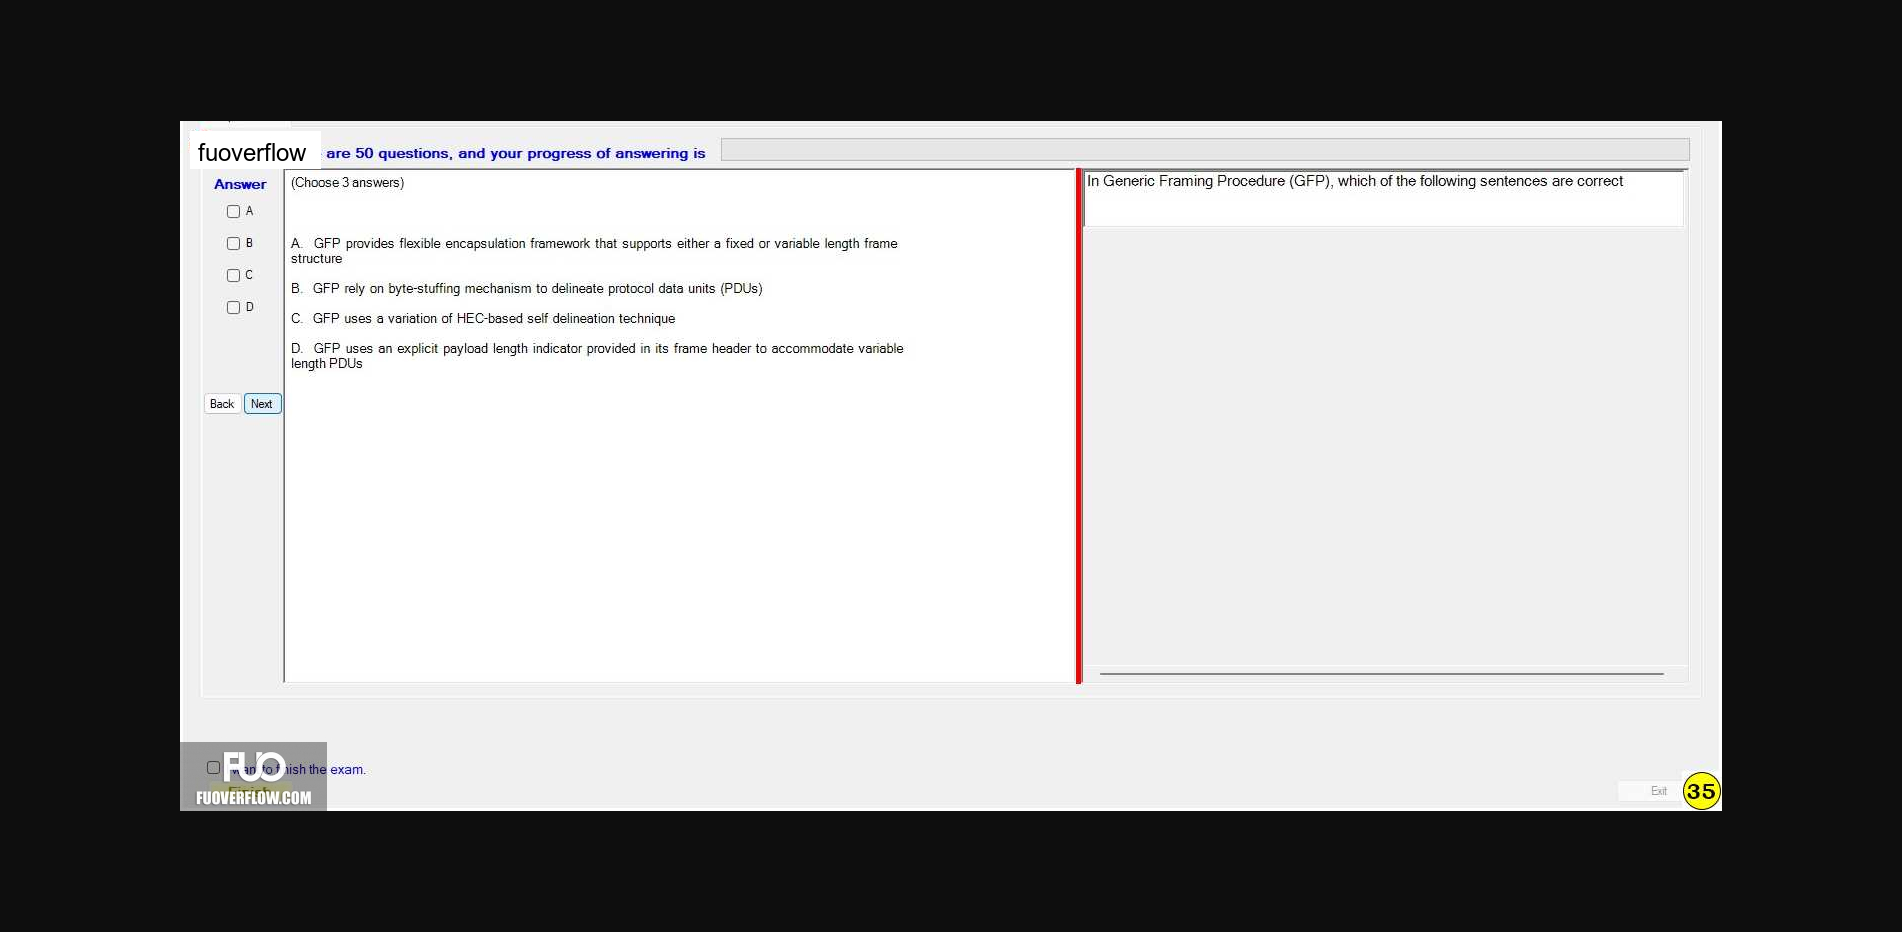 fuoverflow are 50 questions, and your progress of answering is
Answer
A
B
C
D
Back Next
(Choose 3 answers)
A. GFP provides flexible encapsulation framework that supports either a fixed or variable length frame
structure
B. GFP rely on byte-stuffing mechanism to delineate protocol data units (PDUs)
C. GFP uses a variation of HEC-based self delineation technique
D. GFP uses an explicit payload length indicator provided in its frame header to accommodate variable
length PDUs
In Generic Framing Procedure (GFP), which of the following sentences are correct
FUO
the exam.
FUOVERFLOW.COM
Exit
35